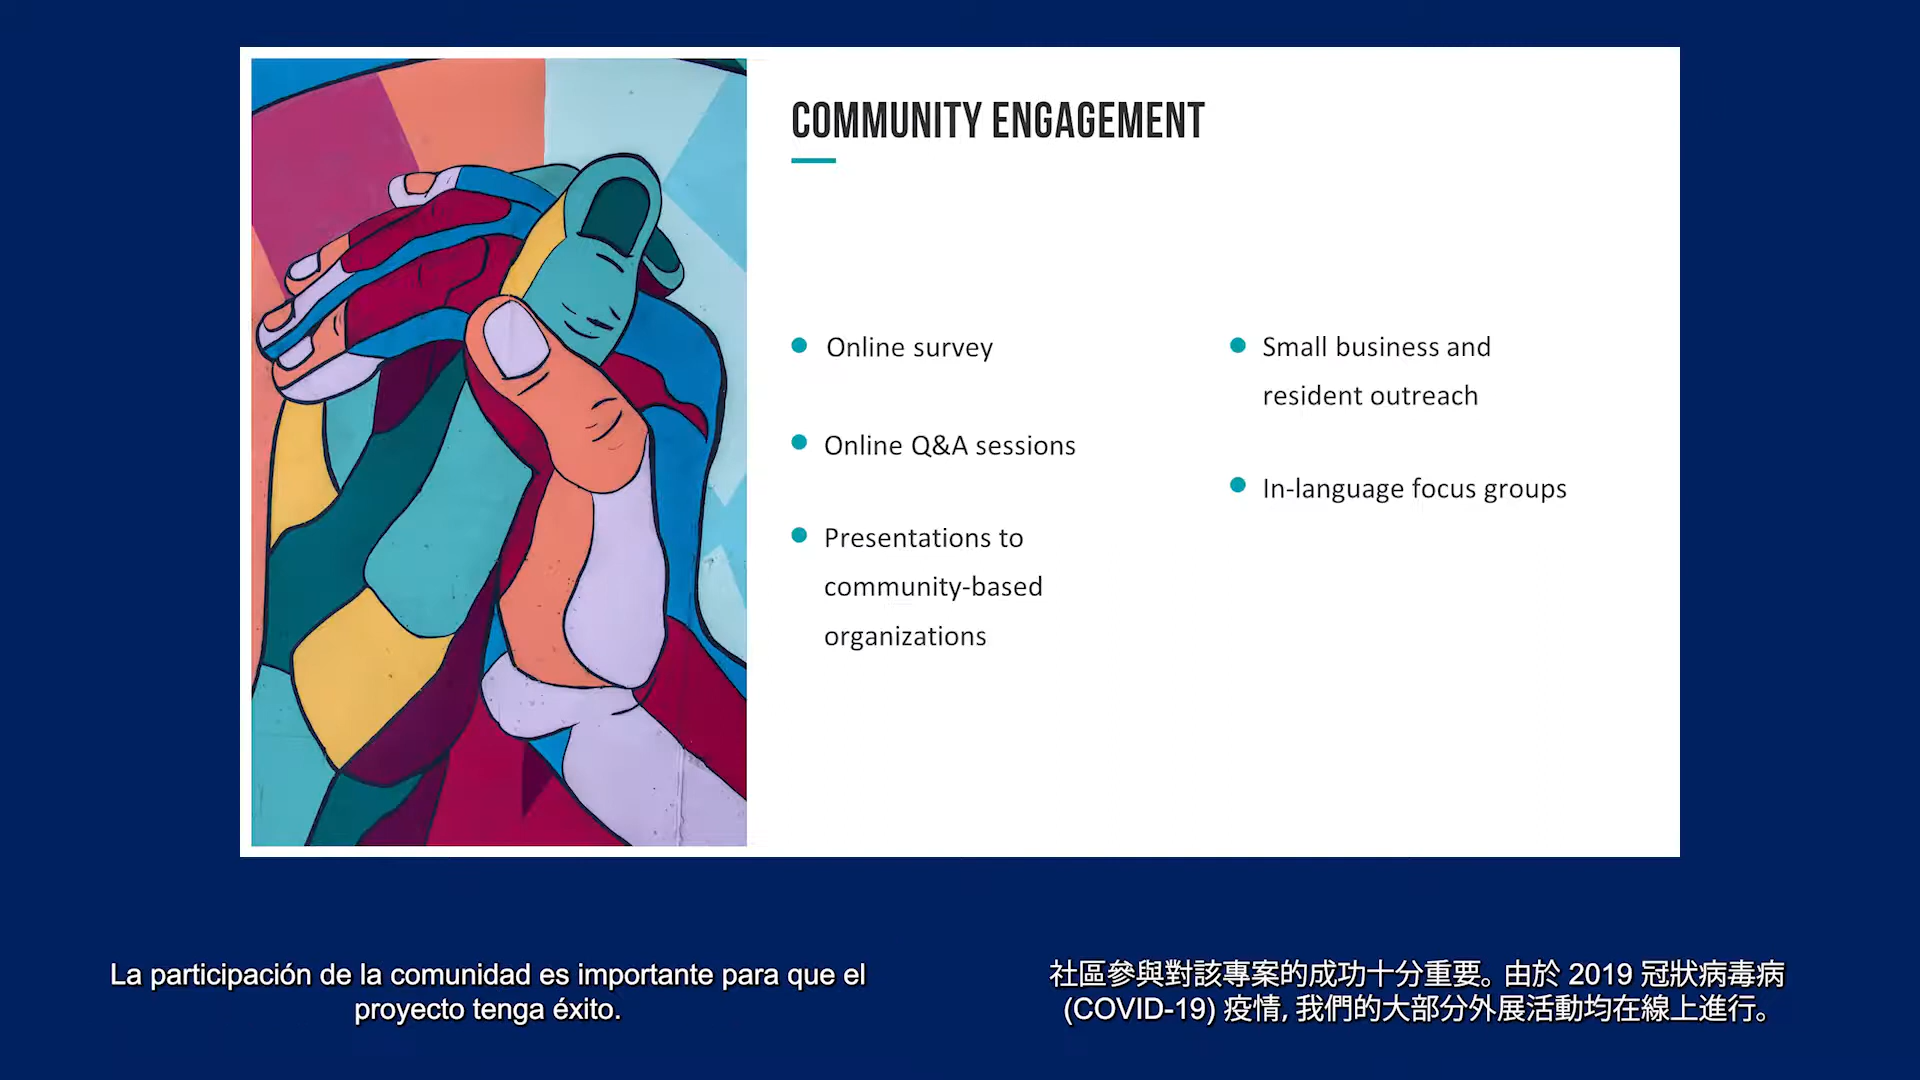 COMMUNITY ENGAGEMENT
Online survey
Online Q&A sessions
Presentations to
community-based
organizations
Small business and
resident outreach
In-language focus groups
La participación de la comunidad es importante para que el
proyecto tenga éxito.
社區參與對該專案的成功十分重要。由於 2019 冠狀病毒病
(COVID-19) 疫情, 我們的大部分外展活動均在線上進行。